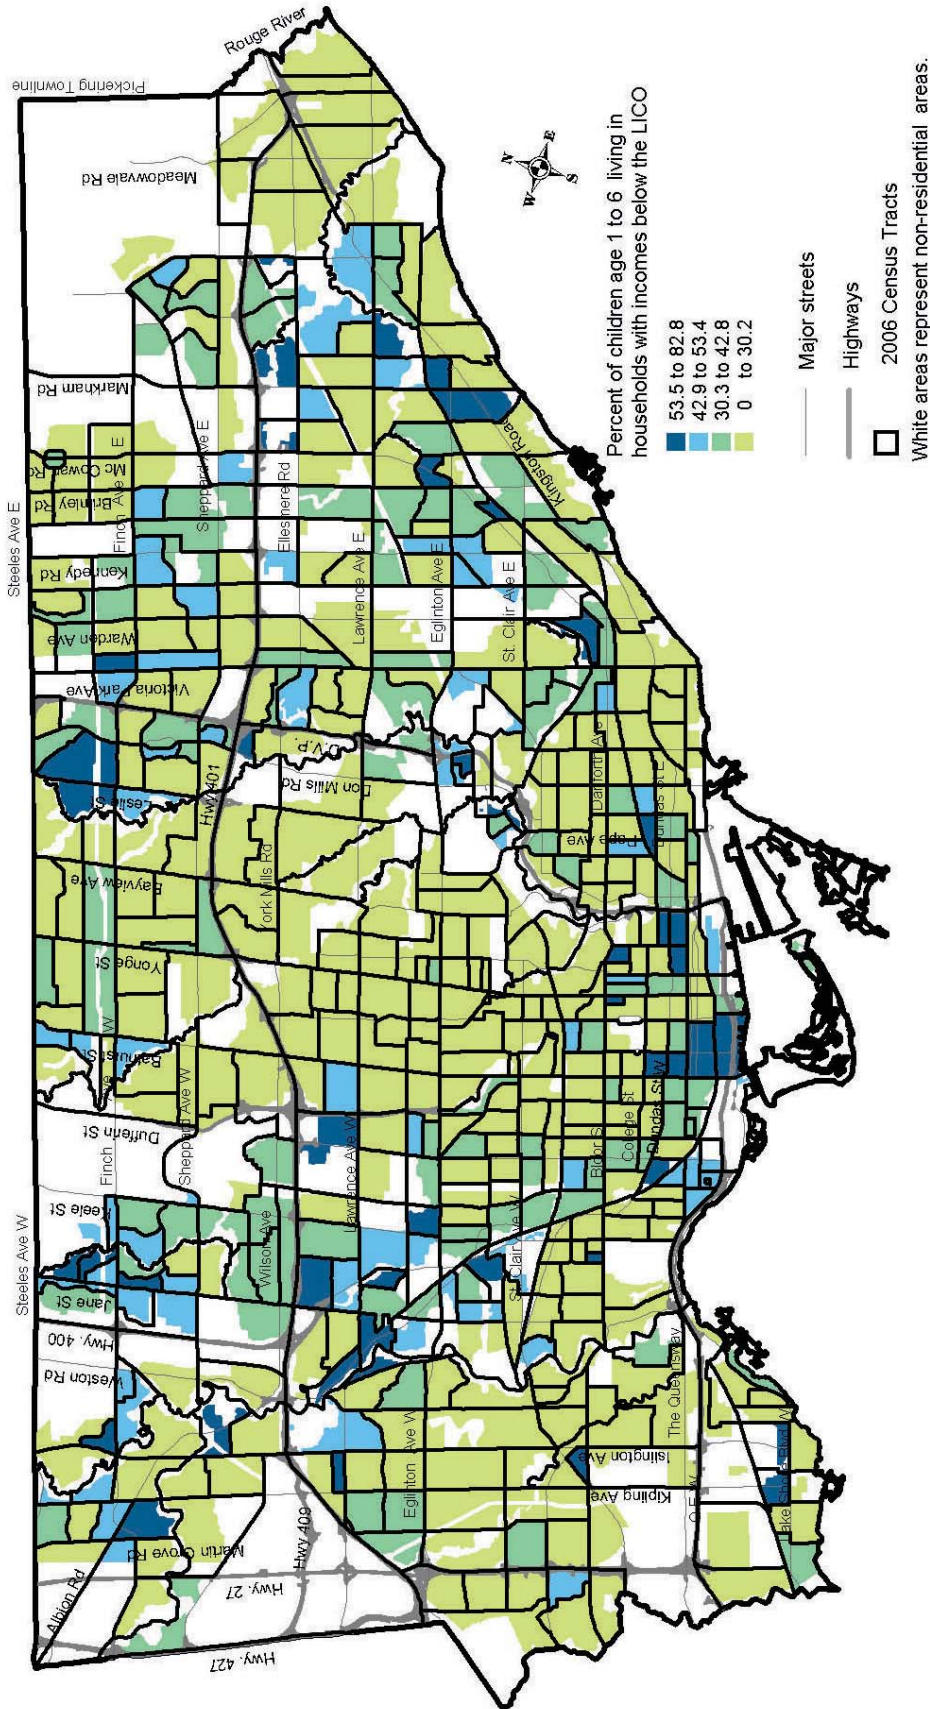 Steeles Ave W
Steeles Ave E
Pickering Townline
Rouge River
Meadowvale Rd
Markham Rd
Mc Cowan Rd
Brimley Rd
Kennedy Rd
Warden Ave
Victoria Park Ave
Leslie St
Bayview Ave
Yonge St
Bathurst St
Dufferin St
Keele St
Jane St
Hwy. 400
Weston Rd
Albion Rd
Martin Grove Rd
Hwy. 27
Hwy. 427
Hwy 409
Finch Ave W
Finch Ave E
Sheppard Ave W
Sheppard Ave E
Hwy 401
Wilson Ave
York Mills Rd
Ellesmere Rd
D.V.P.
Don Mills Rd
Lawrence Ave W
Lawrence Ave E
Eglinton Ave W
Eglinton Ave E
St. Clair Ave W
St. Clair Ave E
Kingston Road
Danforth Av
Pape Ave
Dundas St E
Bloor S
College St
Dundas St W
The Queensway
Islington Ave
Kipling Ave
Q.E.W.
Lake Shore Blvd W
N
E
S
W
Percent of children age 1 to 6 living in
households with incomes below the LICO
53.5 to 82.8
42.9 to 53.4
30.3 to 42.8
0 to 30.2
Major streets
Highways
2006 Census Tracts
White areas represent non-residential areas.